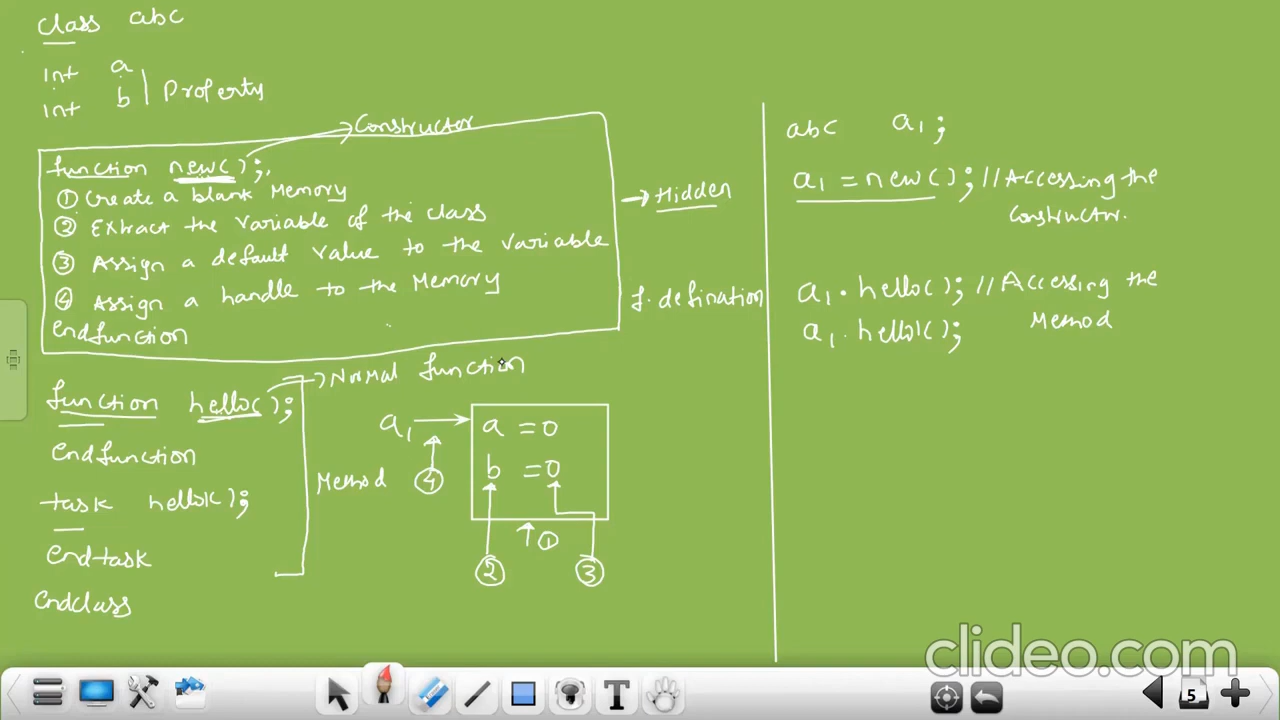 class abc
int a
int b
Property
Constructor
function new();
① Create a blank Memory
② Extract the variable of the class
③ Assign a default value to the variable
④ Assign a handle to the Memory
endfunction
→ Hidden
f. defination
function hello();
Normal function
endfunction
task hello1();
endtask
endclass
Method
a1
a = 0
b = 0
④
①
②
③
abc a1;
a1 = new(); // Accessing the
constructor.
a1.hello(); // Accessing the
Method
a1.hello1();
clideo.com
T
5